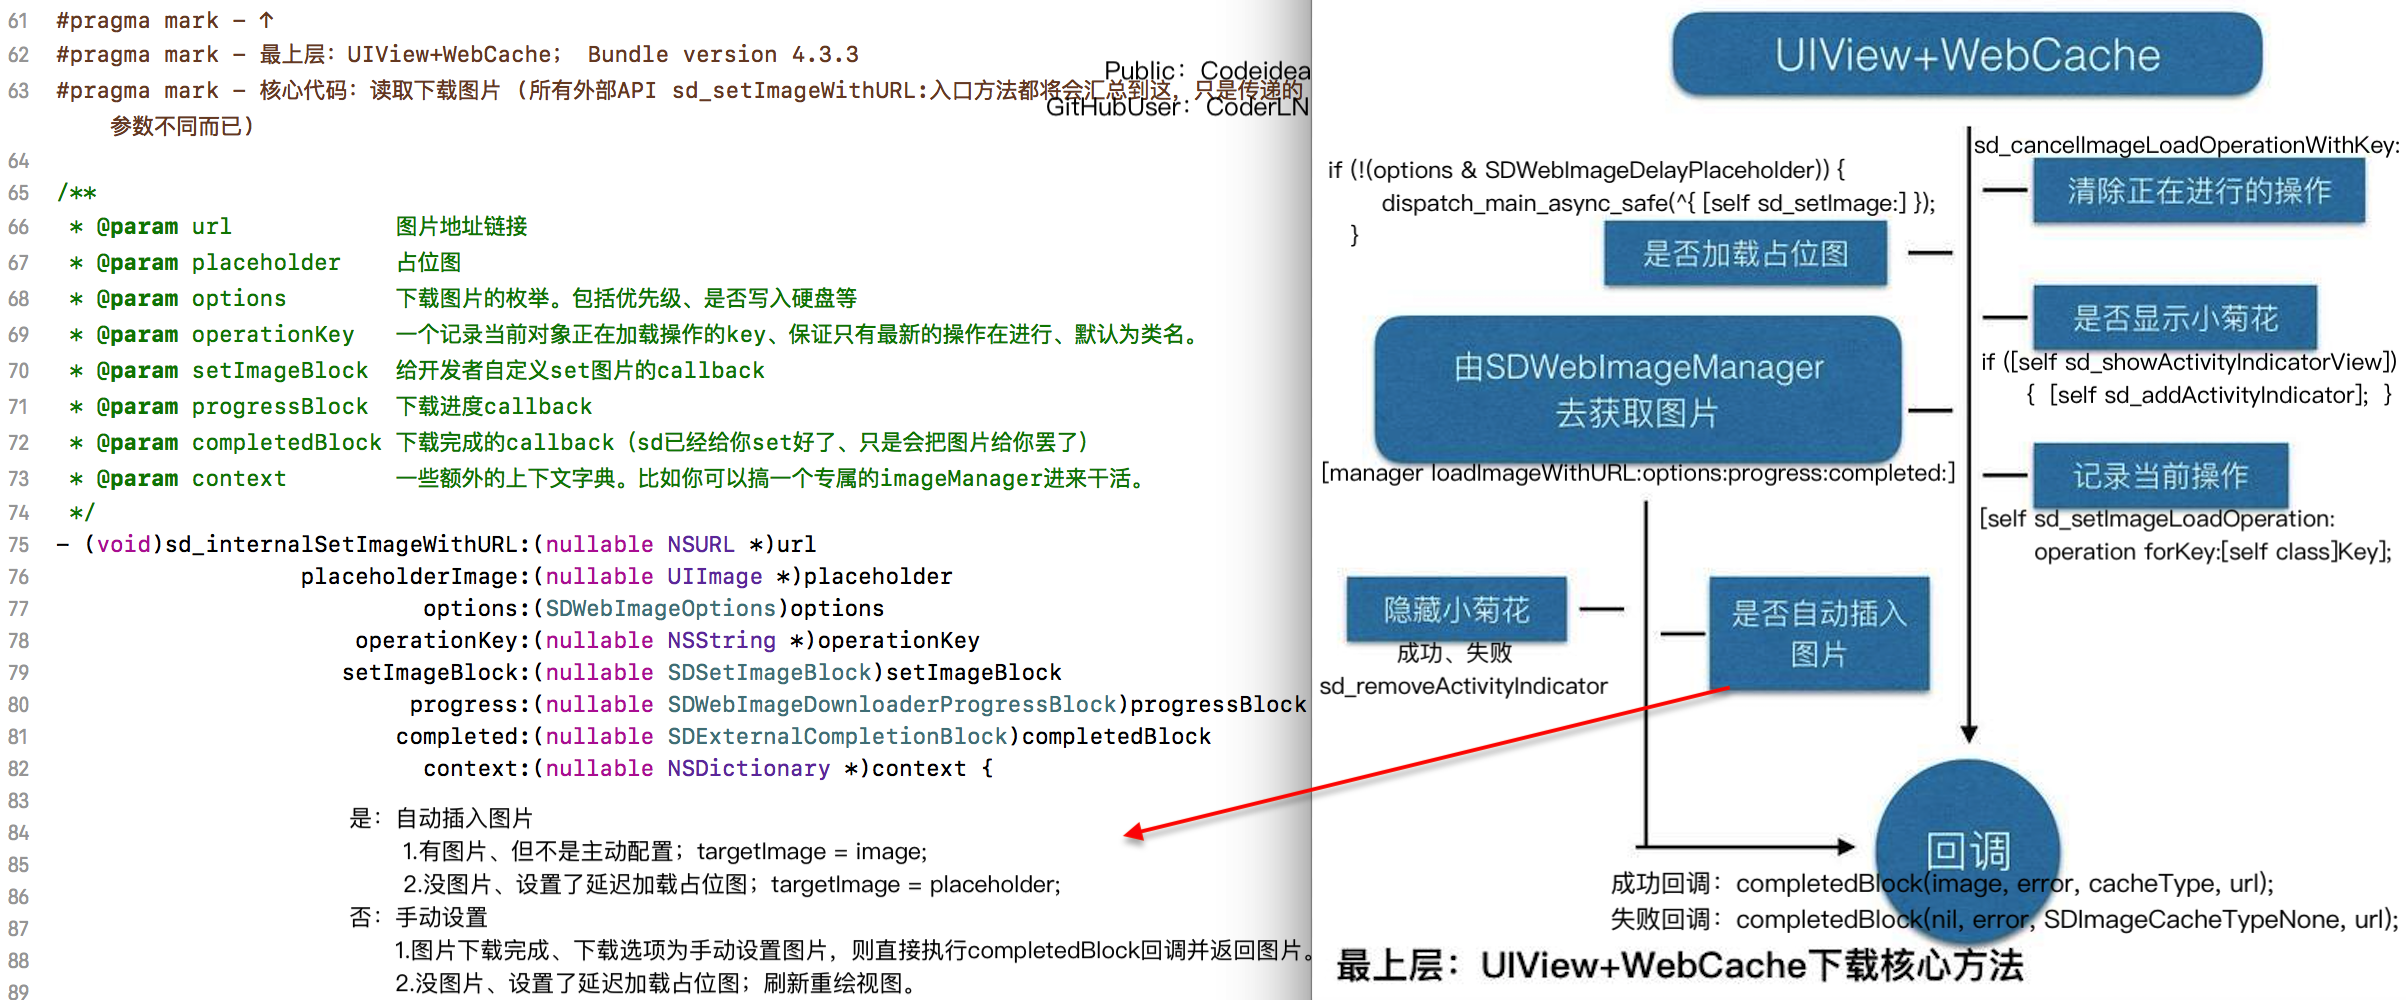 61 #pragma mark - ↑
62 #pragma mark - 最上层：UIView+WebCache； Bundle version 4.3.3
63 #pragma mark - 核心代码：读取下载图片 (所有外部API sd_setImageWithURL:入口方法都将会汇总到这，只是传递的
参数不同而已)
Public：Codeidea
GitHubUser：CoderLN
64
65 /**
66 * @param url 图片地址链接
67 * @param placeholder 占位图
68 * @param options 下载图片的枚举。包括优先级、是否写入硬盘等
69 * @param operationKey 一个记录当前对象正在加载操作的key、保证只有最新的操作在进行、默认为类名。
70 * @param setImageBlock 给开发者自定义set图片的callback
71 * @param progressBlock 下载进度callback
72 * @param completedBlock 下载完成的callback（sd已经给你set好了、只是会把图片给你罢了）
73 * @param context 一些额外的上下文字典。比如你可以搞一个专属的imageManager进来干活。
74 */
75 - (void)sd_internalSetImageWithURL:(nullable NSURL *)url
76 placeholderImage:(nullable UIImage *)placeholder
77 options:(SDWebImageOptions)options
78 operationKey:(nullable NSString *)operationKey
79 setImageBlock:(nullable SDSetImageBlock)setImageBlock
80 progress:(nullable SDWebImageDownloaderProgressBlock)progressBlock
81 completed:(nullable SDExternalCompletionBlock)completedBlock
82 context:(nullable NSDictionary *)context {
83
84 是：自动插入图片
85 1.有图片、但不是主动配置；targetImage = image;
86 2.没图片、设置了延迟加载占位图；targetImage = placeholder;
87 否：手动设置
88 1.图片下载完成、下载选项为手动设置图片，则直接执行completedBlock回调并返回图片。
89 2.没图片、设置了延迟加载占位图；刷新重绘视图。
UIView+WebCache
sd_cancelImageLoadOperationWithKey:
清除正在进行的操作
if (!(options & SDWebImageDelayPlaceholder)) {
dispatch_main_async_safe(^{ [self sd_setImage:] });
}
是否加载占位图
是否显示小菊花
if ([self sd_showActivityIndicatorView])
{ [self sd_addActivityIndicator]; }
由SDWebImageManager
去获取图片
[manager loadImageWithURL:options:progress:completed:]
记录当前操作
[self sd_setImageLoadOperation:
operation forKey:[self class]Key];
隐藏小菊花
成功、失败
sd_removeActivityIndicator
是否自动插入
图片
回调
成功回调：completedBlock(image, error, cacheType, url);
失败回调：completedBlock(nil, error, SDImageCacheTypeNone, url);
最上层：UIView+WebCache下载核心方法